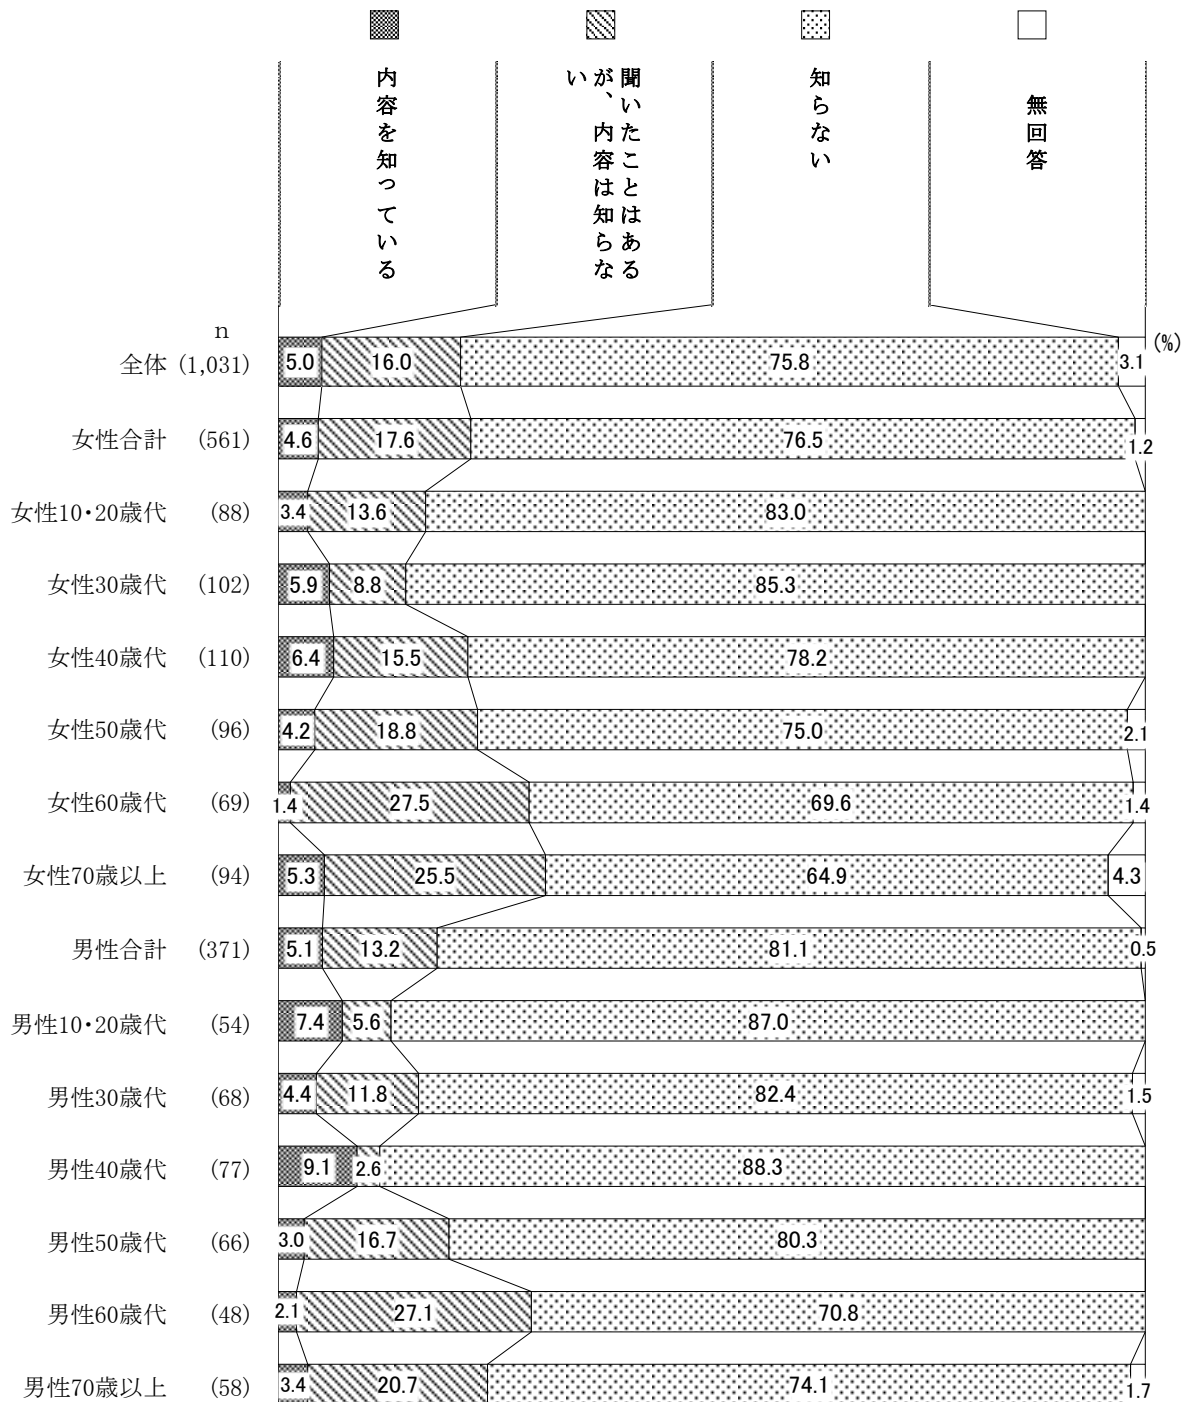 内容を知っている
聞いたことはある
が、内容は知らな
い
知らない
無回答
n
(%)
全体 (1,031) 5.0 16.0 75.8 3.1
女性合計 (561) 4.6 17.6 76.5 1.2
女性10・20歳代 (88) 3.4 13.6 83.0
女性30歳代 (102) 5.9 8.8 85.3
女性40歳代 (110) 6.4 15.5 78.2
女性50歳代 (96) 4.2 18.8 75.0 2.1
女性60歳代 (69) 1.4 27.5 69.6 1.4
女性70歳以上 (94) 5.3 25.5 64.9 4.3
男性合計 (371) 5.1 13.2 81.1 0.5
男性10・20歳代 (54) 7.4 5.6 87.0
男性30歳代 (68) 4.4 11.8 82.4 1.5
男性40歳代 (77) 9.1 2.6 88.3
男性50歳代 (66) 3.0 16.7 80.3
男性60歳代 (48) 2.1 27.1 70.8
男性70歳以上 (58) 3.4 20.7 74.1 1.7